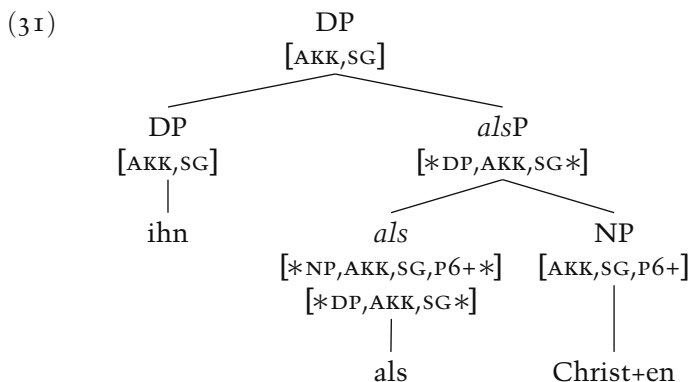 (31) DP
[AKK,SG]
DP alsP
[AKK,SG] [*DP,AKK,SG*]
ihn als NP
[*NP,AKK,SG,P6+*] [AKK,SG,P6+]
[*DP,AKK,SG*]
als Christ+en